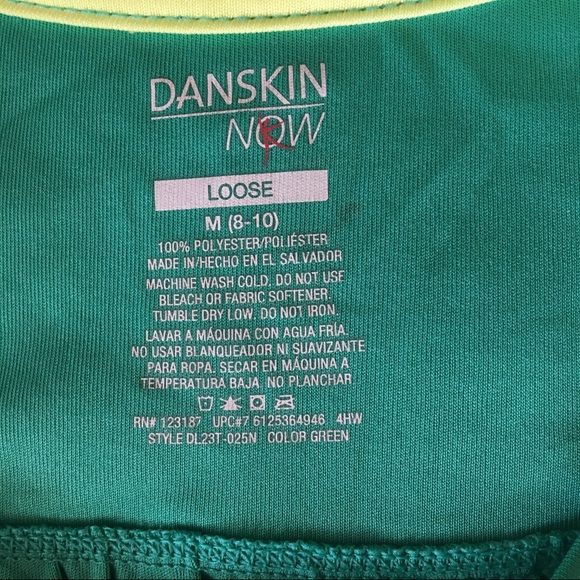 DANSKIN
NOW
LOOSE
M (8-10)
100% POLYESTER/POLIÉSTER
MADE IN/HECHO EN EL SALVADOR
MACHINE WASH COLD. DO NOT USE
BLEACH OR FABRIC SOFTENER.
TUMBLE DRY LOW. DO NOT IRON.
LAVAR A MÁQUINA CON AGUA FRÍA.
NO USAR BLANQUEADOR NI SUAVIZANTE
PARA ROPA. SECAR EN MÁQUINA A
TEMPERATURA BAJA NO PLANCHAR
RN# 123187 UPC#7 6125364946 4HW
STYLE DL23T-025N COLOR GREEN